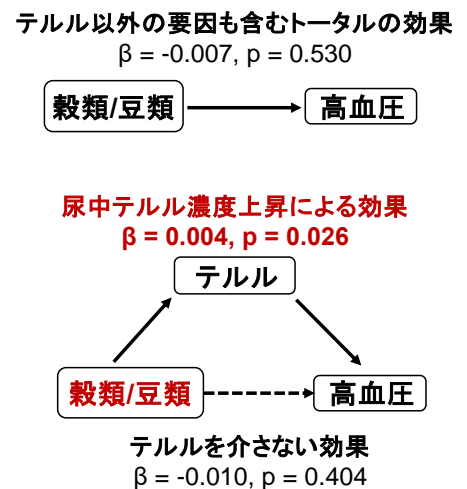 テルル以外の要因も含むトータルの効果
β = -0.007, p = 0.530
穀類/豆類
高血圧
尿中テルル濃度上昇による効果
β = 0.004, p = 0.026
テルル
穀類/豆類
高血圧
テルルを介さない効果
β = -0.010, p = 0.404